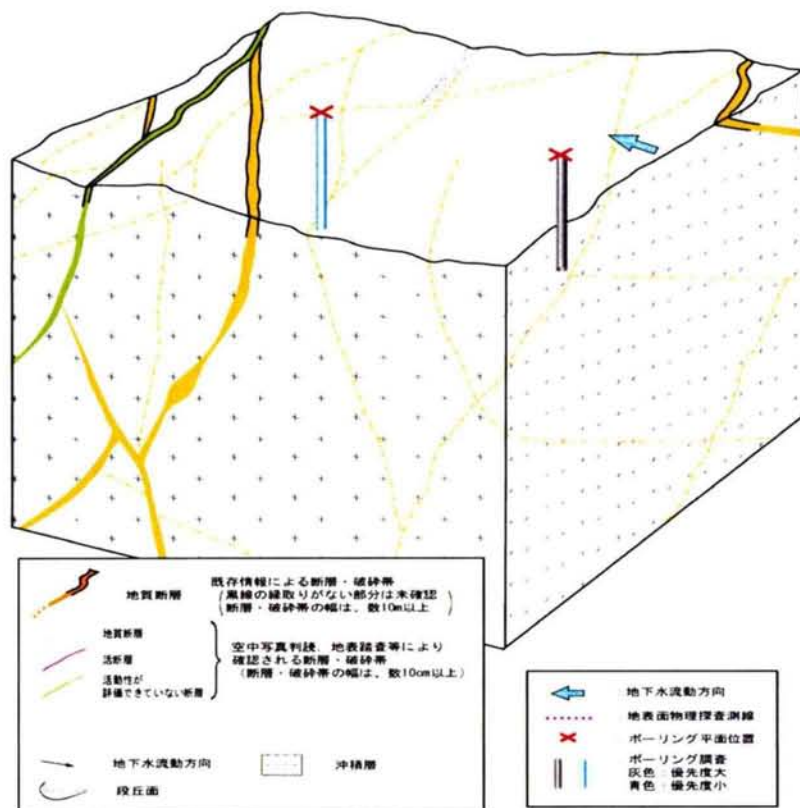 地質断層
既存情報による断層・破砕帯
(黒線の縁取りがない部分は未確認
断層・破砕帯の幅は、数10m以上)
地質断層
活断層
活動性が
評価できていない断層
空中写真判読、地表踏査等により
確認される断層・破砕帯
(断層・破砕帯の幅は、数10cm以上)
地下水流動方向
沖積層
段丘面
地下水流動方向
地表面物理探査測線
ボーリング平面位置
ボーリング調査
灰色:優先度大
青色:優先度小